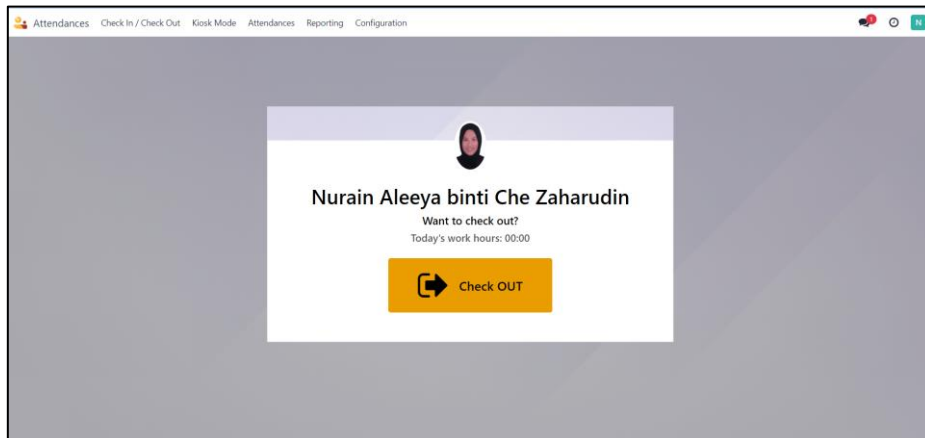 Attendances Check In / Check Out Kiosk Mode Attendances Reporting Configuration 1 N
Nurain Aleeya binti Che Zaharudin
Want to check out?
Today's work hours: 00:00
Check OUT